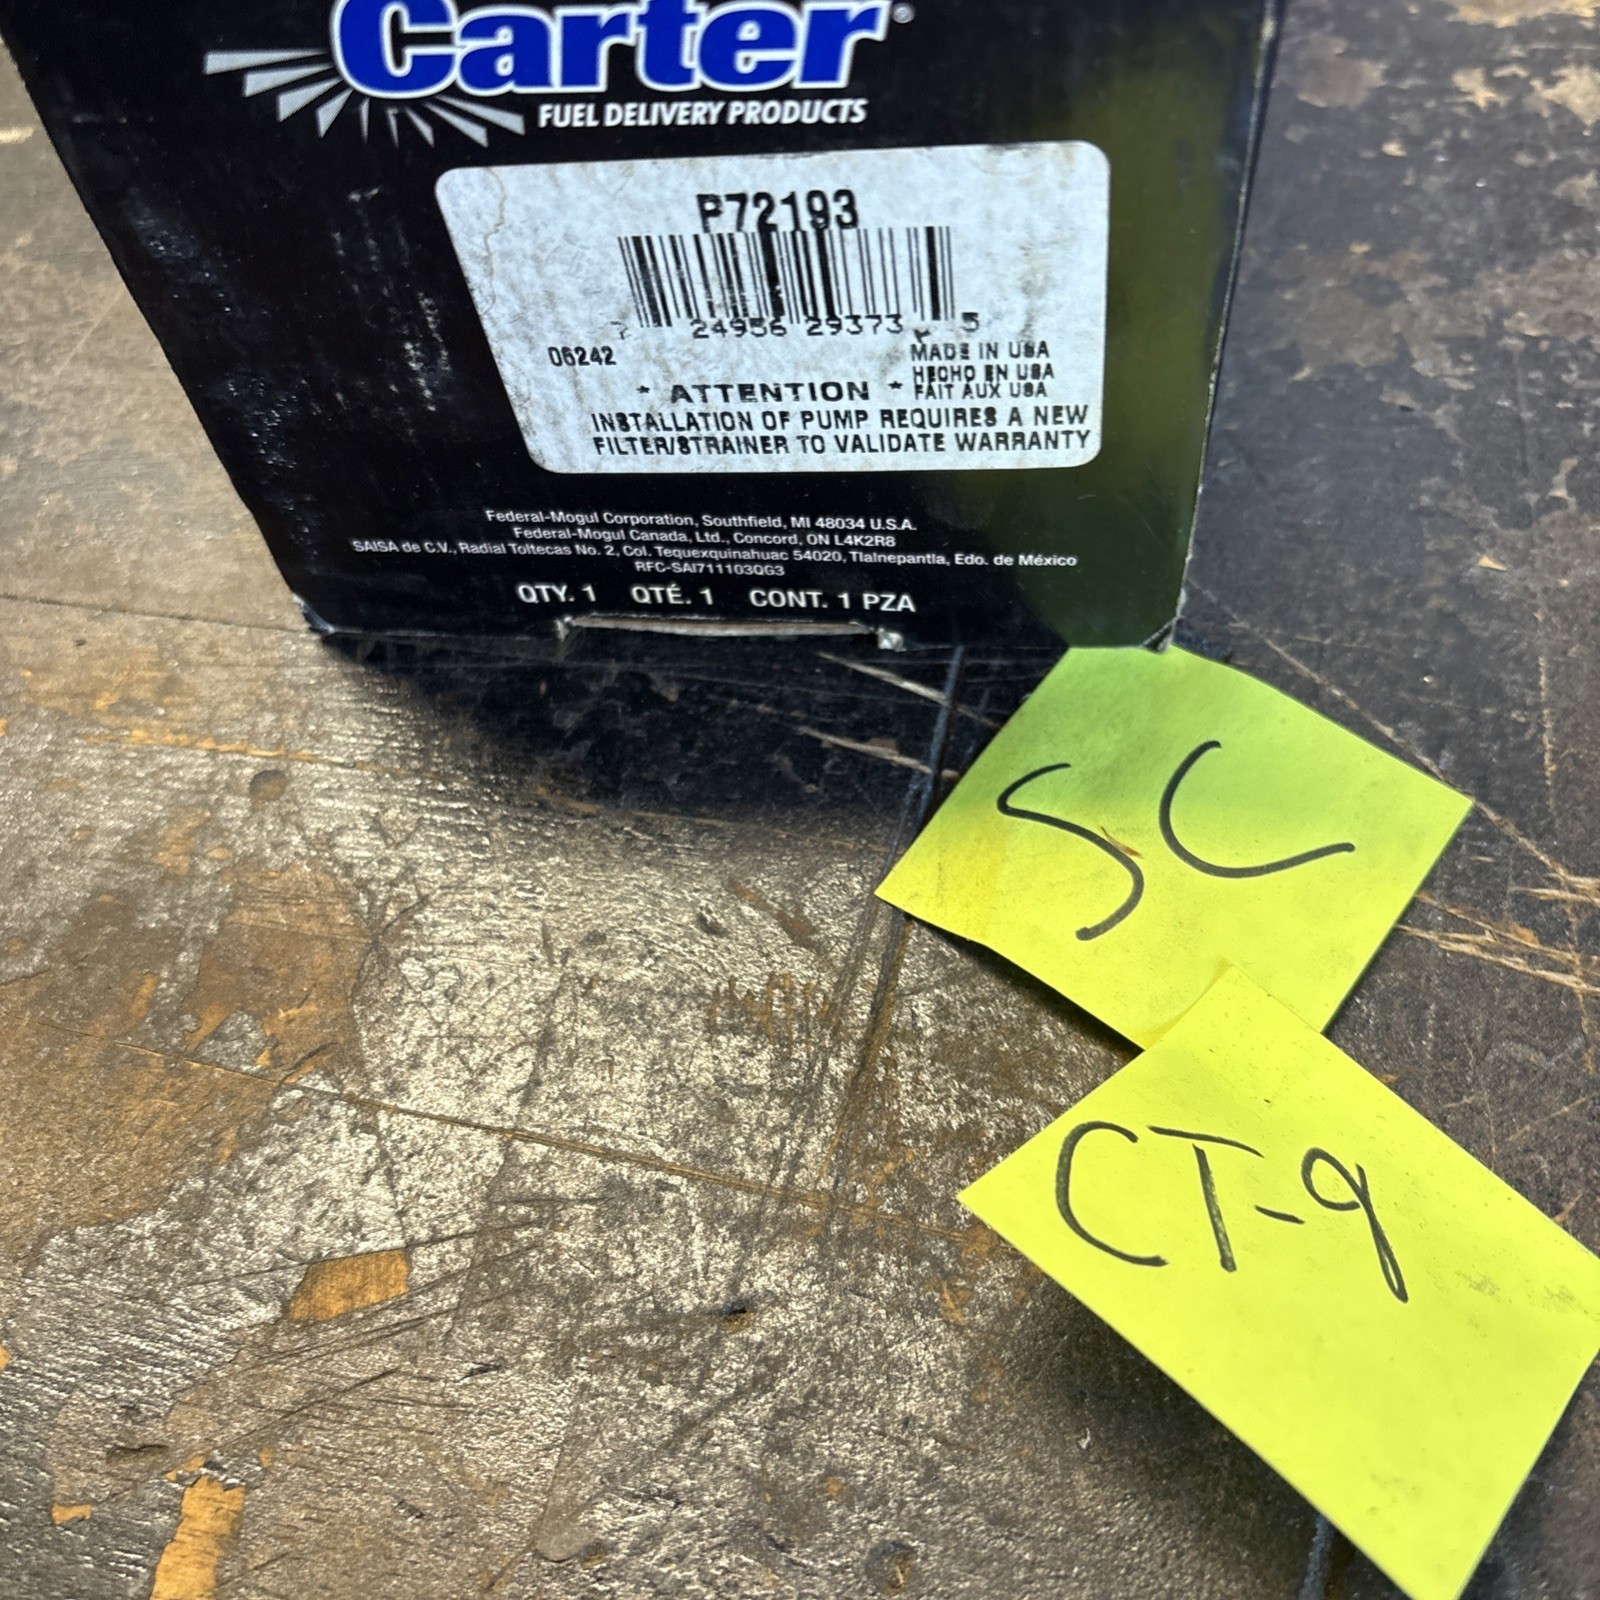 Carter®
FUEL DELIVERY PRODUCTS
P72193
7 24956 29373 5
06242
MADE IN USA
HECHO EN USA
FAIT AUX USA
* ATTENTION *
INSTALLATION OF PUMP REQUIRES A NEW
FILTER/STRAINER TO VALIDATE WARRANTY
Federal-Mogul Corporation, Southfield, MI 48034 U.S.A.
Federal-Mogul Canada, Ltd., Concord, ON L4K2R8
SAISA de C.V., Radial Toltecas No. 2, Col. Tequexquinahuac 54020, Tlalnepantla, Edo. de México
RFC-SAI711103QG3
QTY. 1 QTÉ. 1 CONT. 1 PZA
SC
CT-9